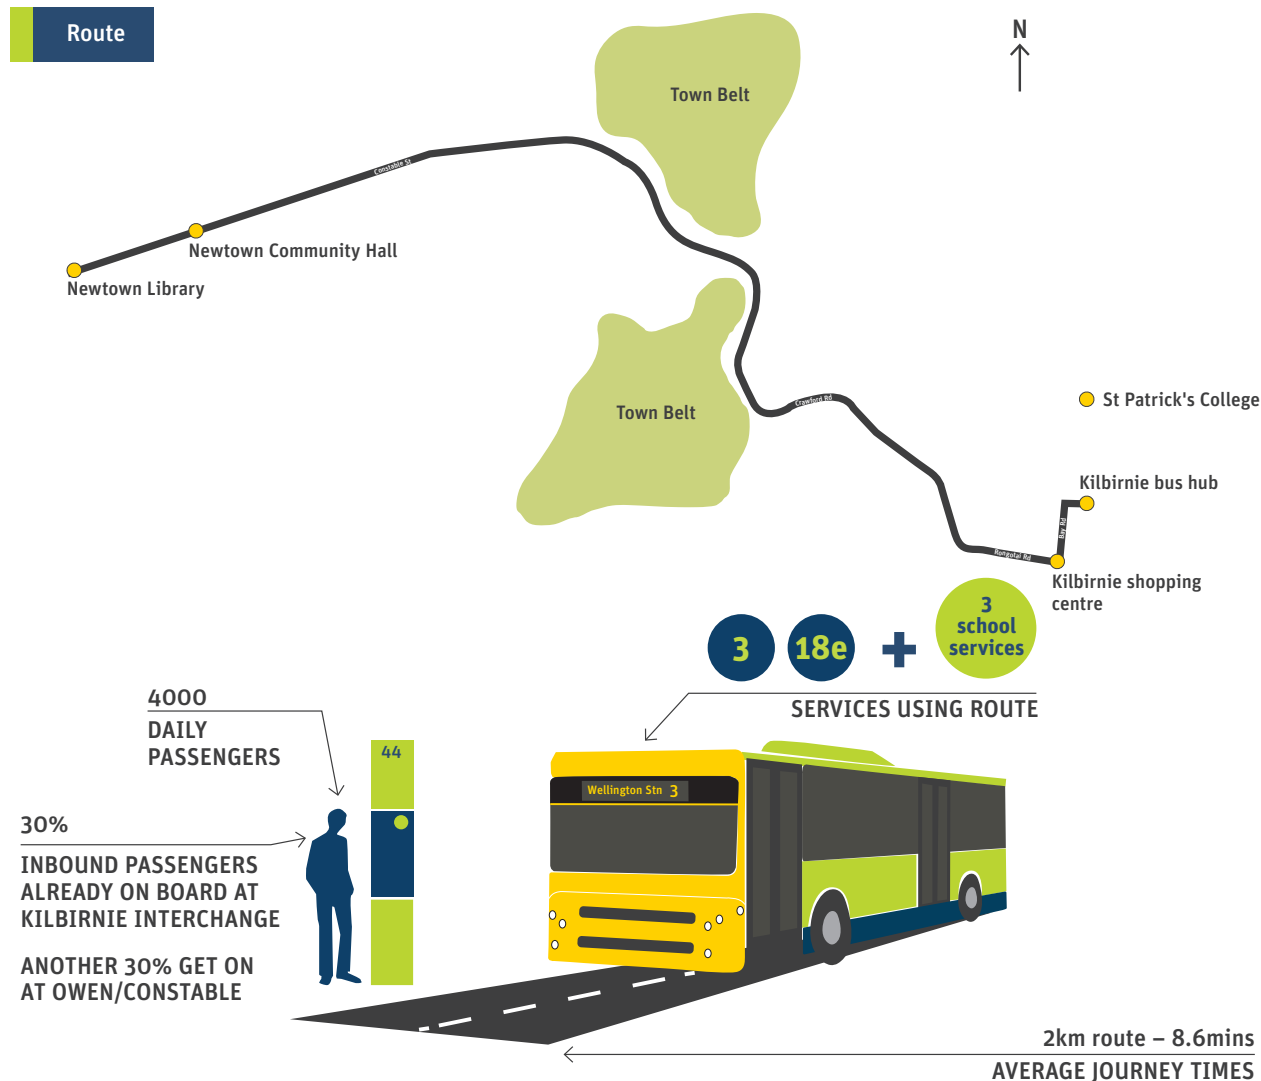 Route
N
Town Belt
Constable St
Newtown Community Hall
Newtown Library
Town Belt
Crawford Rd
St Patrick's College
Kilbirnie bus hub
Bay Rd
Rongotai Rd
Kilbirnie shopping
centre
3
18e
+
3
school
services
SERVICES USING ROUTE
4000
DAILY
PASSENGERS
44
30%
INBOUND PASSENGERS
ALREADY ON BOARD AT
KILBIRNIE INTERCHANGE
ANOTHER 30% GET ON
AT OWEN/CONSTABLE
Wellington Stn 3
2km route – 8.6mins
AVERAGE JOURNEY TIMES